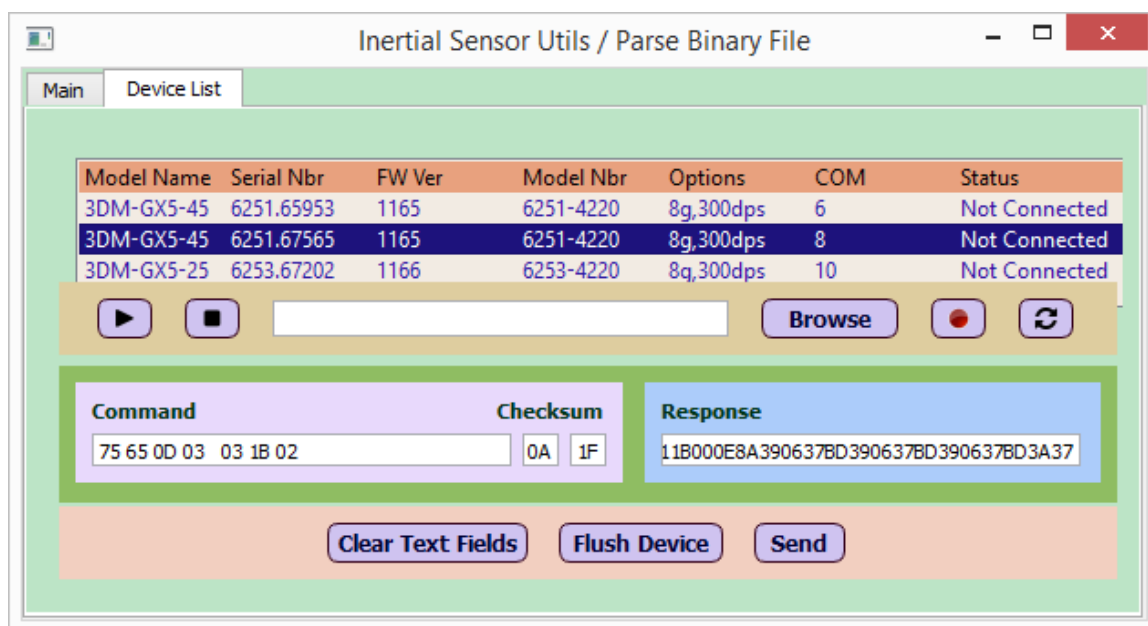 Inertial Sensor Utils / Parse Binary File
Main Device List
Model Name Serial Nbr FW Ver Model Nbr Options COM Status
3DM-GX5-45 6251.65953 1165 6251-4220 8g,300dps 6 Not Connected
3DM-GX5-45 6251.67565 1165 6251-4220 8g,300dps 8 Not Connected
3DM-GX5-25 6253.67202 1166 6253-4220 8g,300dps 10 Not Connected
Browse
Command Checksum Response
75 65 0D 03 03 1B 02 0A 1F 11B000E8A390637BD390637BD390637BD3A37
Clear Text Fields Flush Device Send